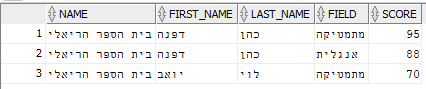 NAME FIRST_NAME LAST_NAME FIELD SCORE
1 בית הספר הריאלי דפנה כהן מתמטיקה 95
2 בית הספר הריאלי דפנה כהן אנגלית 88
3 בית הספר הריאלי יואב לוי מתמטיקה 70